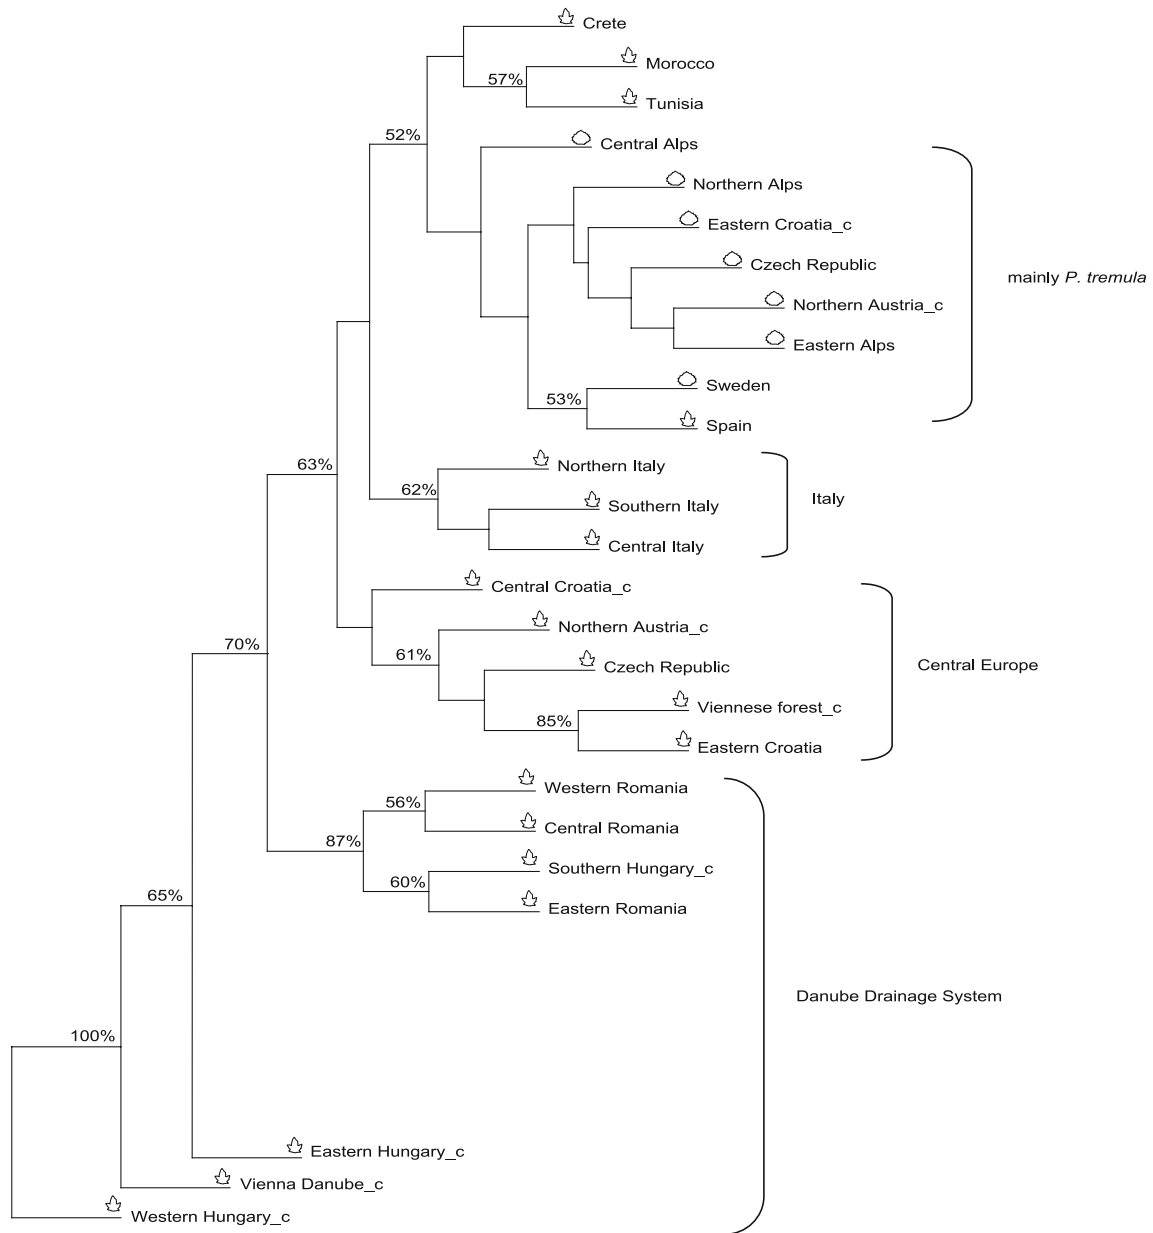 Crete
57%
Morocco
Tunisia
52%
Central Alps
Northern Alps
Eastern Croatia_c
Czech Republic
mainly P. tremula
Northern Austria_c
Eastern Alps
Sweden
53%
Spain
63%
Northern Italy
62%
Southern Italy
Italy
Central Italy
Central Croatia_c
Northern Austria_c
70%
61%
Czech Republic
Central Europe
Viennese forest_c
85%
Eastern Croatia
Western Romania
56%
Central Romania
87%
Southern Hungary_c
60%
65%
Eastern Romania
Danube Drainage System
100%
Eastern Hungary_c
Vienna Danube_c
Western Hungary_c